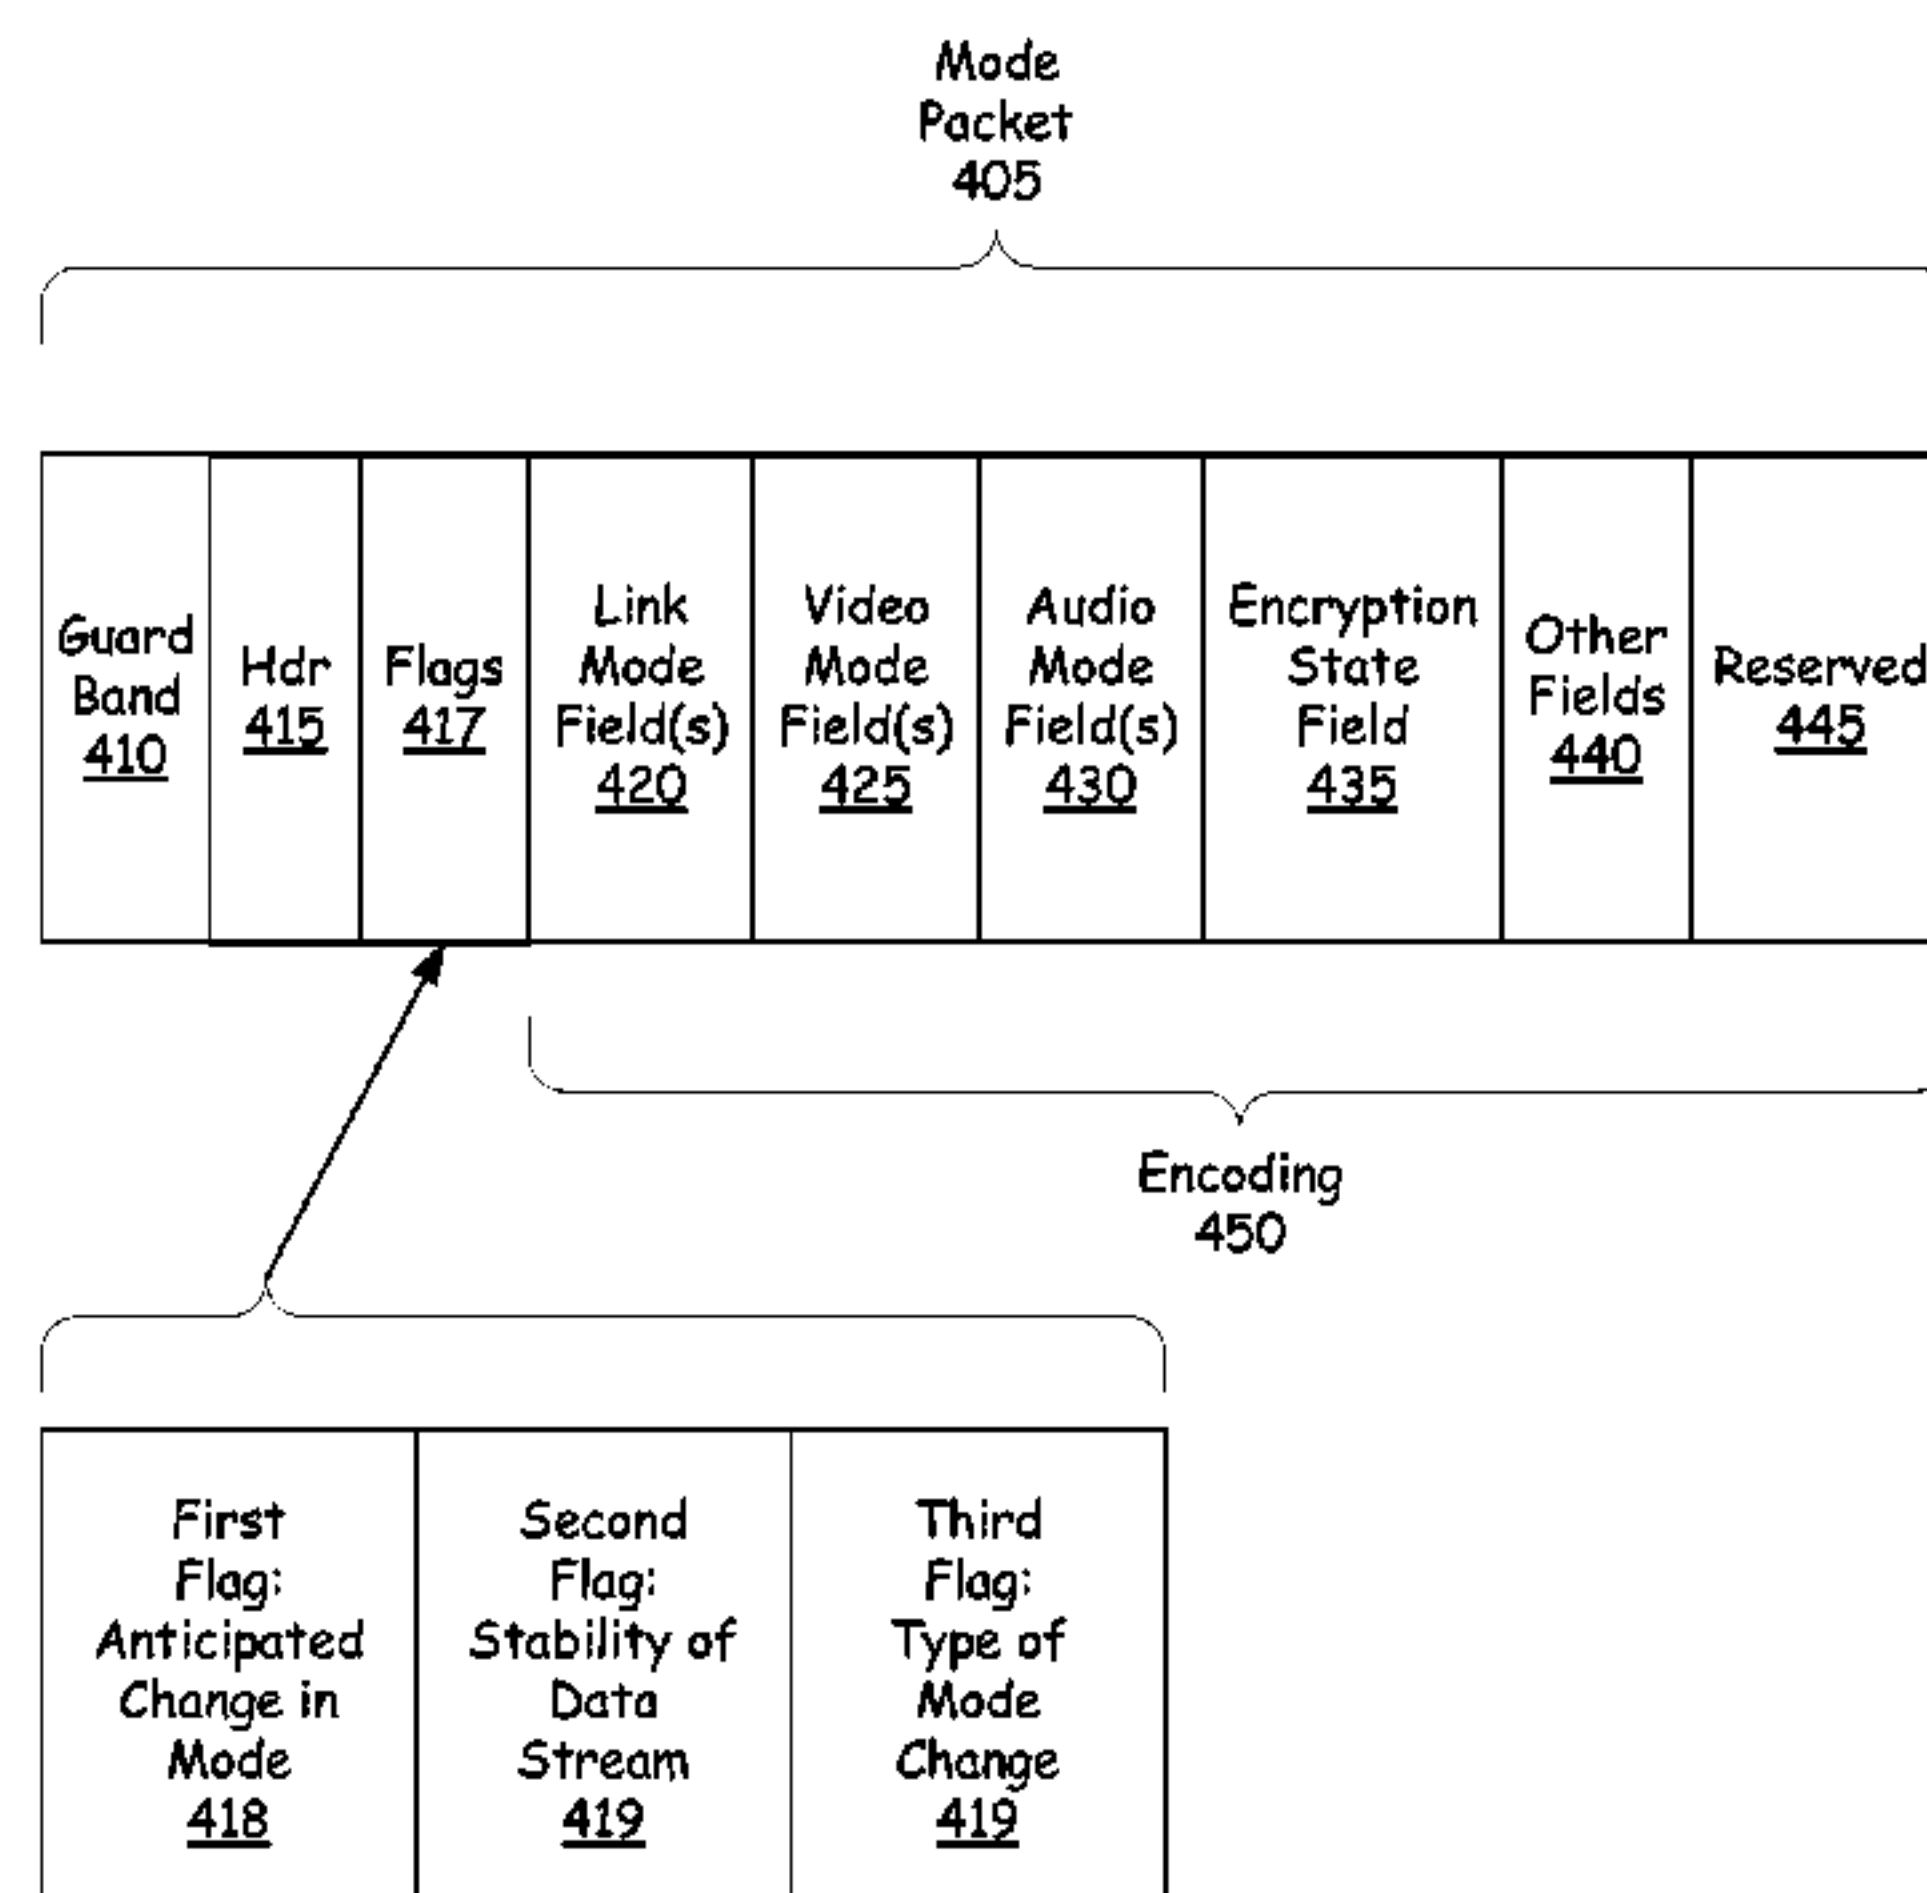 Mode
Packet
405
Guard
Band
410
Hdr
415
Flags
417
Link
Mode
Field(s)
420
Video
Mode
Field(s)
425
Audio
Mode
Field(s)
430
Encryption
State
Field
435
Other
Fields
440
Reserved
445
Encoding
450
First
Flag:
Anticipated
Change in
Mode
418
Second
Flag:
Stability of
Data
Stream
419
Third
Flag:
Type of
Mode
Change
419